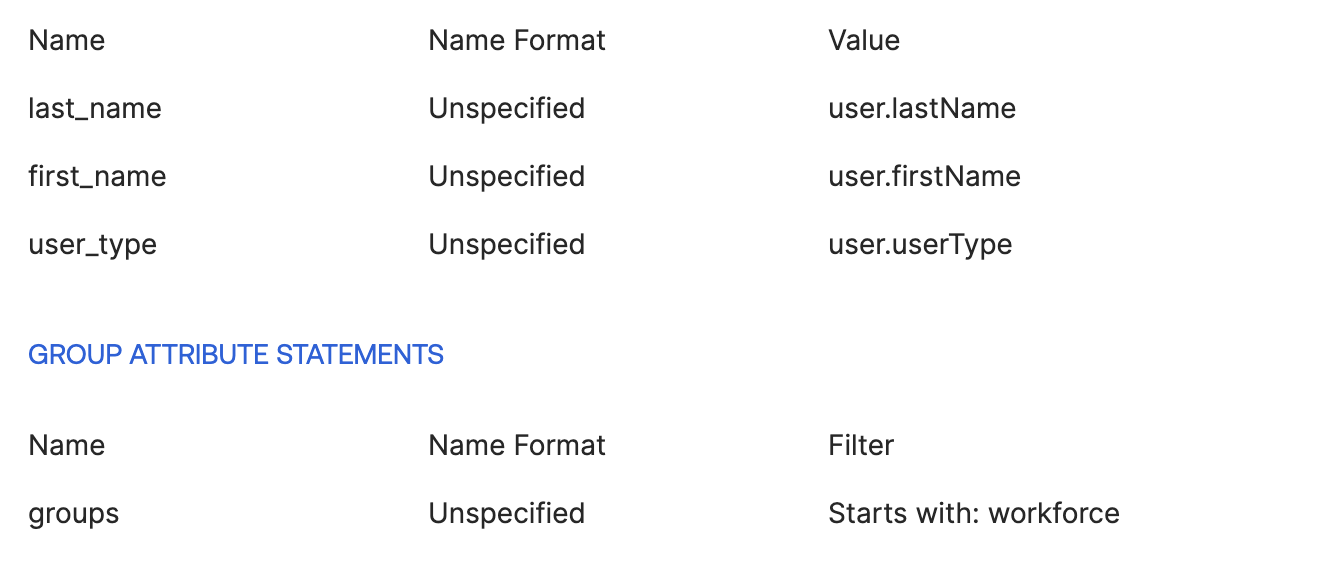 Name Name Format Value
last_name Unspecified user.lastName
first_name Unspecified user.firstName
user_type Unspecified user.userType
GROUP ATTRIBUTE STATEMENTS
Name Name Format Filter
groups Unspecified Starts with: workforce